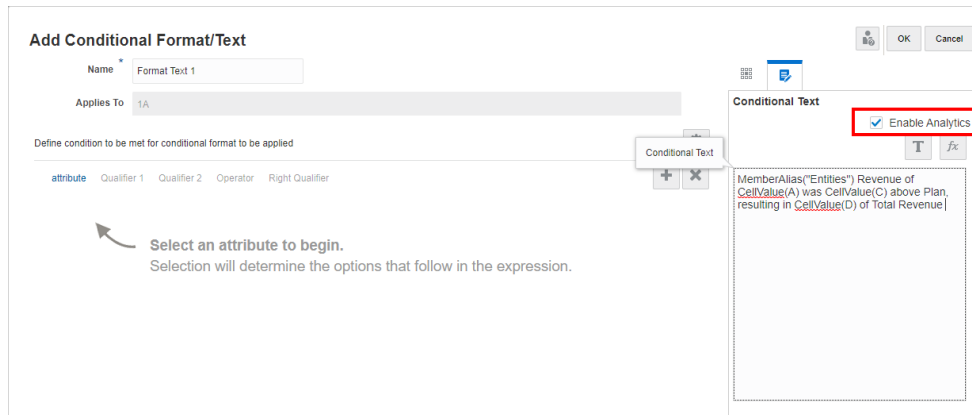 Add Conditional Format/Text
OK Cancel
Name * Format Text 1
Applies To 1A
Conditional Text
Enable Analytics
Define condition to be met for conditional format to be applied
Conditional Text
T fx
attribute Qualifier 1 Qualifier 2 Operator Right Qualifier
Select an attribute to begin.
Selection will determine the options that follow in the expression.
MemberAlias("Entities") Revenue of
CellValue(A) was CellValue(C) above Plan,
resulting in CellValue(D) of Total Revenue